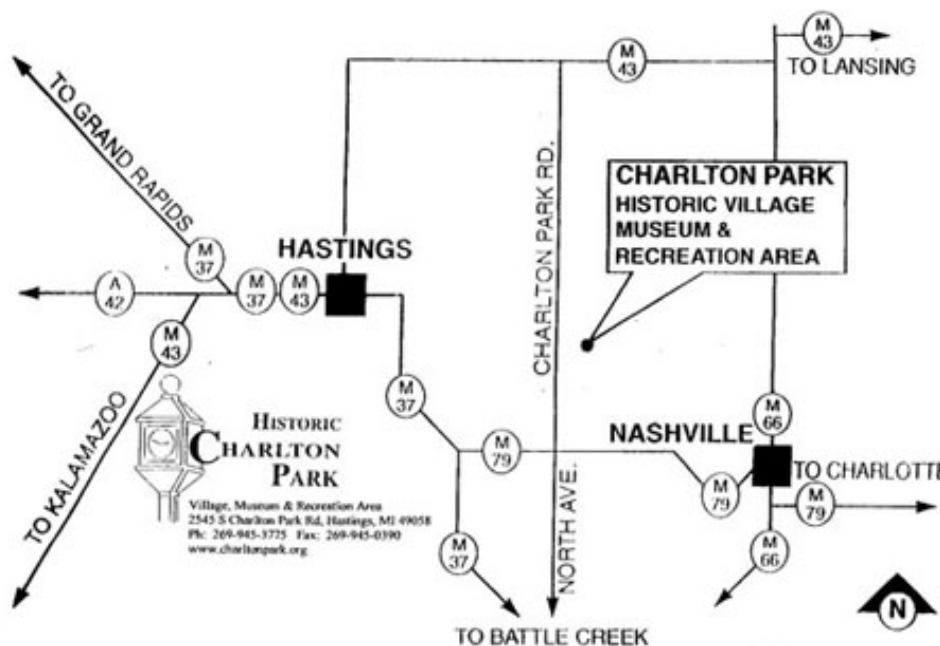 M
43
TO LANSING
M
43
TO GRAND RAPIDS
CHARLTON PARK RD.
CHARLTON PARK
HISTORIC VILLAGE
MUSEUM &
RECREATION AREA
HASTINGS
M
37
A
42
M
37
M
43
M
43
TO KALAMAZOO
HISTORIC
CHARLTON
PARK
Village, Museum & Recreation Area
2545 S Charlton Park Rd, Hastings, MI 49058
Ph: 269-945-3775 Fax: 269-945-0390
www.charltonpark.org
M
37
M
79
NASHVILLE
M
66
M
79
TO CHARLOTTE
M
79
M
66
M
37
NORTH AVE.
TO BATTLE CREEK
N